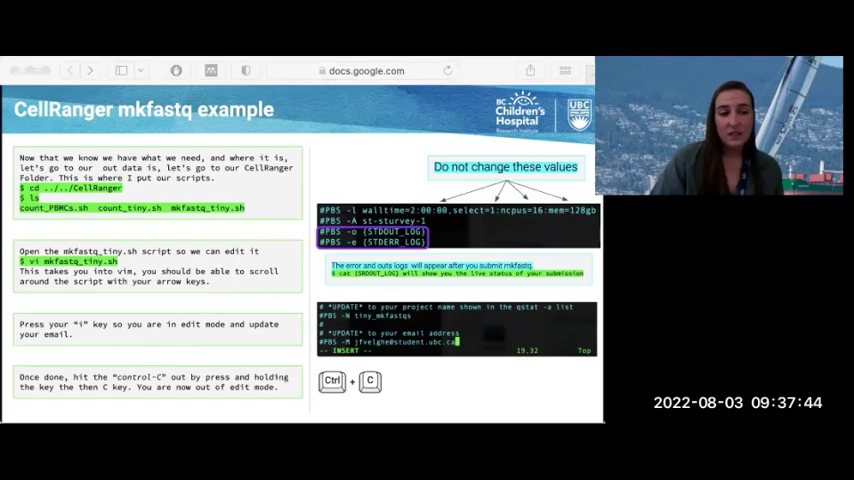 docs.google.com
CellRanger mkfastq example
BC
Children's
Hospital
Research Institute
UBC
Now that we know we have what we need, and where it is,
let's go to our out data is, let's go to our CellRanger
Folder. This is where I put our scripts.
$ cd ../../CellRanger
$ ls
count_PBMCs.sh count_tiny.sh mkfastq_tiny.sh
Open the mkfastq_tiny.sh script so we can edit it
$ vi mkfastq_tiny.sh
This takes you into vim, you should be able to scroll
around the script with your arrow keys.
Press your "i" key so you are in edit mode and update
your email.
Once done, hit the "control-C" out by press and holding
the key the then C key. You are now out of edit mode.
Do not change these values
#PBS -l walltime=2:00:00,select=1:ncpus=16:mem=128gb
#PBS -A st-sturvey-1
#PBS -o {STDOUT_LOG}
#PBS -e {STDERR_LOG}
The error and outs logs will appear after you submit mkfastq.
$ cat {SRDOUT_LOG} will show you the live status of your submission
# *UPDATE* to your project name shown in the qstat -a list
#PBS -N tiny_mkfastqs
#
# *UPDATE* to your email address
#PBS -M jfvelghe@student.ubc.ca
-- INSERT -- 19,32 Top
Ctrl + C
2022-08-03 09:37:44